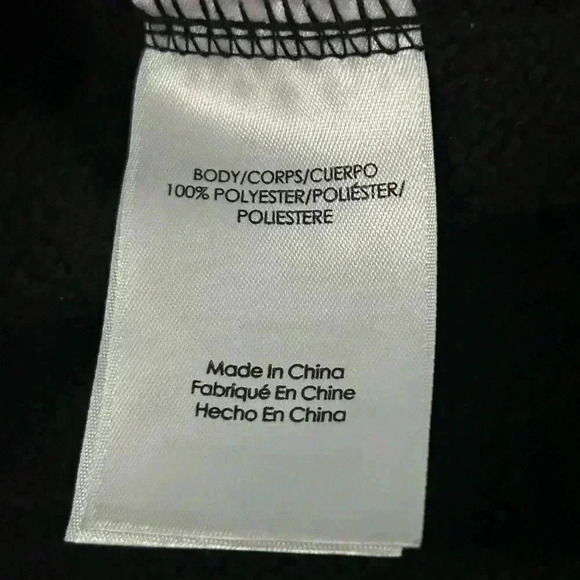 BODY/CORPS/CUERPO
100% POLYESTER/POLIÉSTER/
POLIESTERE
Made In China
Fabriqué En Chine
Hecho En China